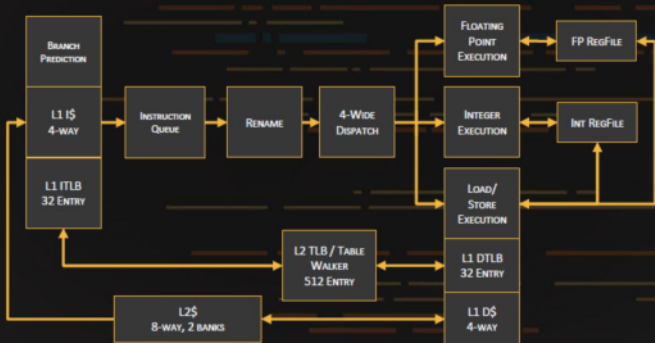 BRANCH
PREDICTION
L1 I$
4-WAY
L1 ITLB
32 ENTRY
INSTRUCTION
QUEUE
RENAME
4-WIDE
DISPATCH
FLOATING
POINT
EXECUTION
FP REGFILE
INTEGER
EXECUTION
INT REGFILE
LOAD/
STORE
EXECUTION
L1 DTLB
32 ENTRY
L1 D$
4-WAY
L2 TLB / TABLE
WALKER
512 ENTRY
L2$
8-WAY, 2 BANKS